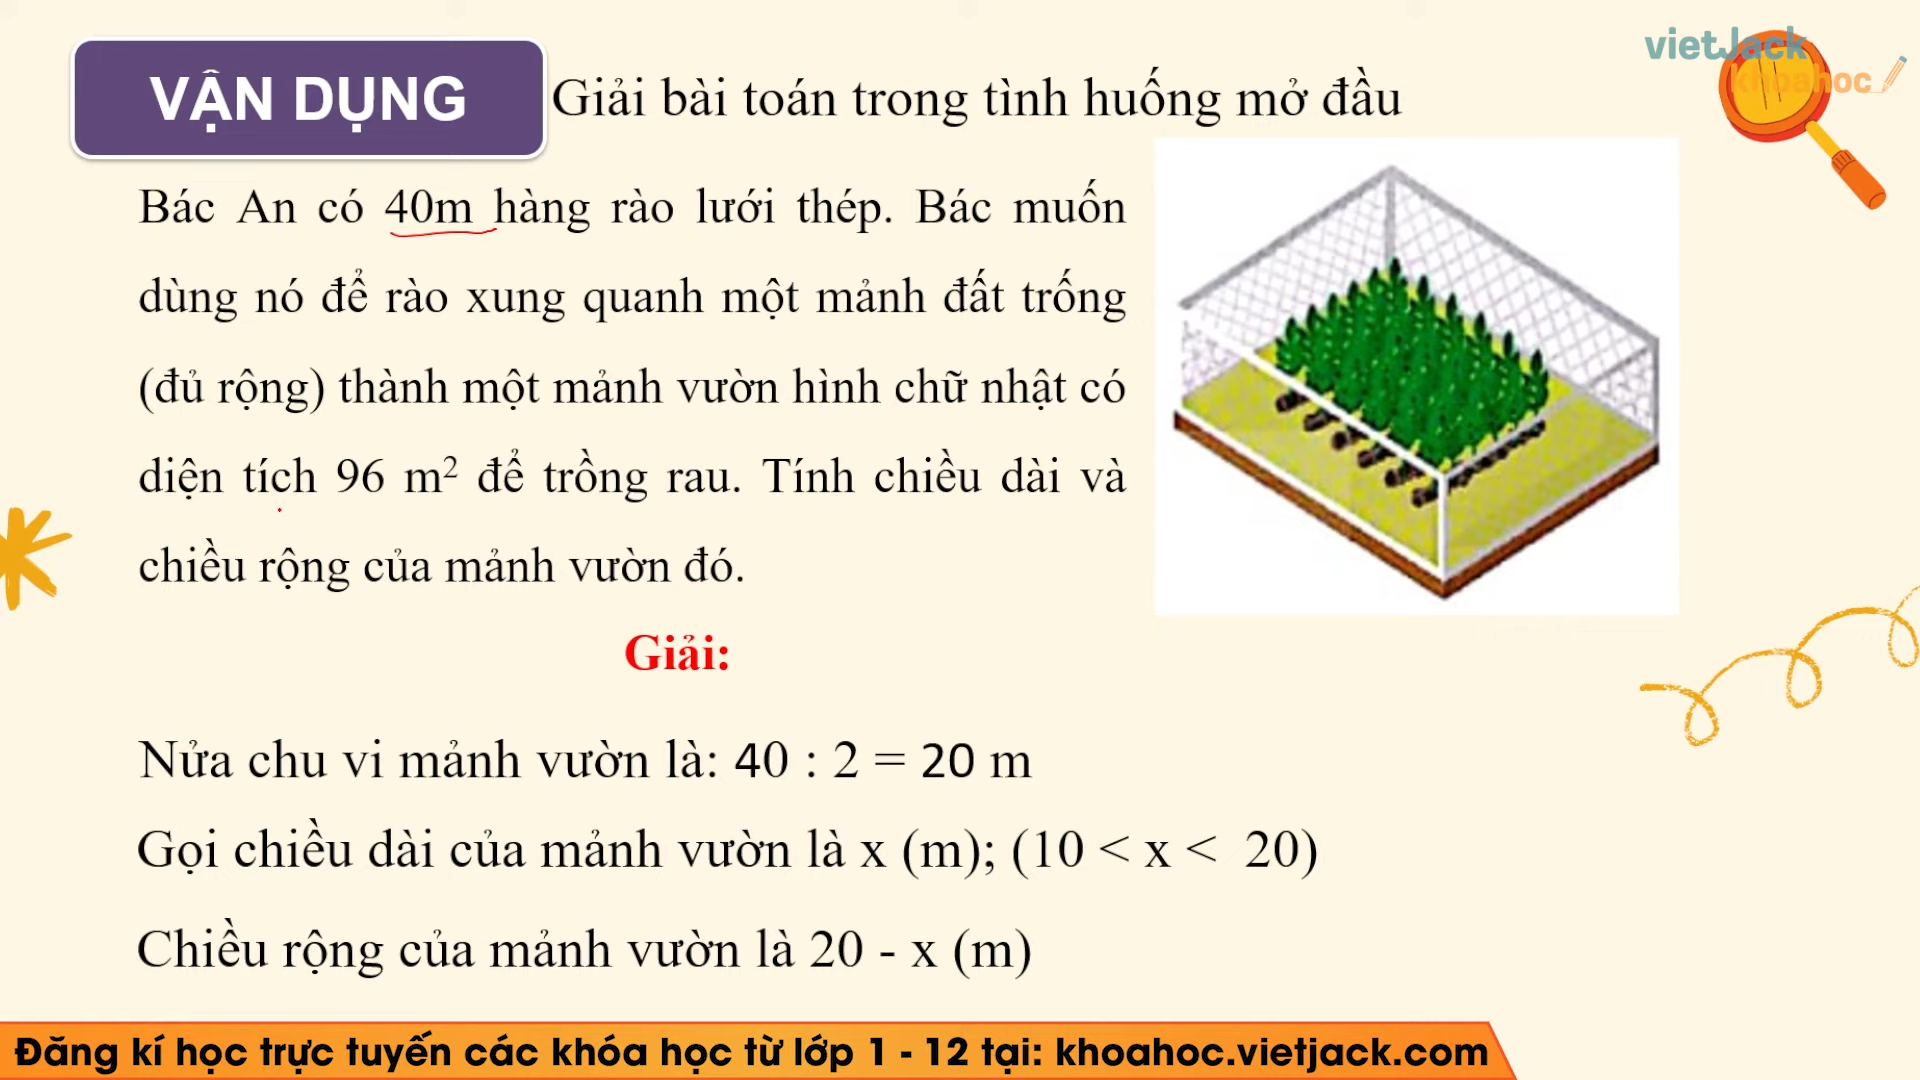 vietJack
khoahoc
VẬN DỤNG
Giải bài toán trong tình huống mở đầu
Bác An có 40m hàng rào lưới thép. Bác muốn
dùng nó để rào xung quanh một mảnh đất trống
(đủ rộng) thành một mảnh vườn hình chữ nhật có
diện tích 96 m² để trồng rau. Tính chiều dài và
chiều rộng của mảnh vườn đó.
Giải:
Nửa chu vi mảnh vườn là: 40 : 2 = 20 m
Gọi chiều dài của mảnh vườn là x (m); (10 < x < 20)
Chiều rộng của mảnh vườn là 20 - x (m)
Đăng kí học trực tuyến các khóa học từ lớp 1 - 12 tại: khoahoc.vietjack.com